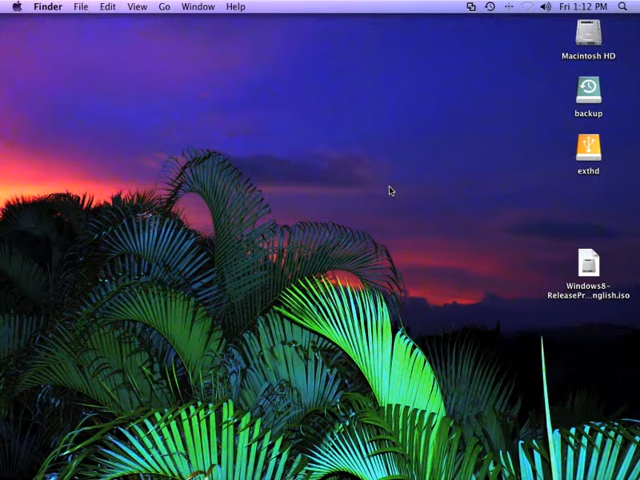 Finder File Edit View Go Window Help Fri 1:12 PM
Macintosh HD
backup
exthd
Windows8-
ReleasePr...nglish.iso